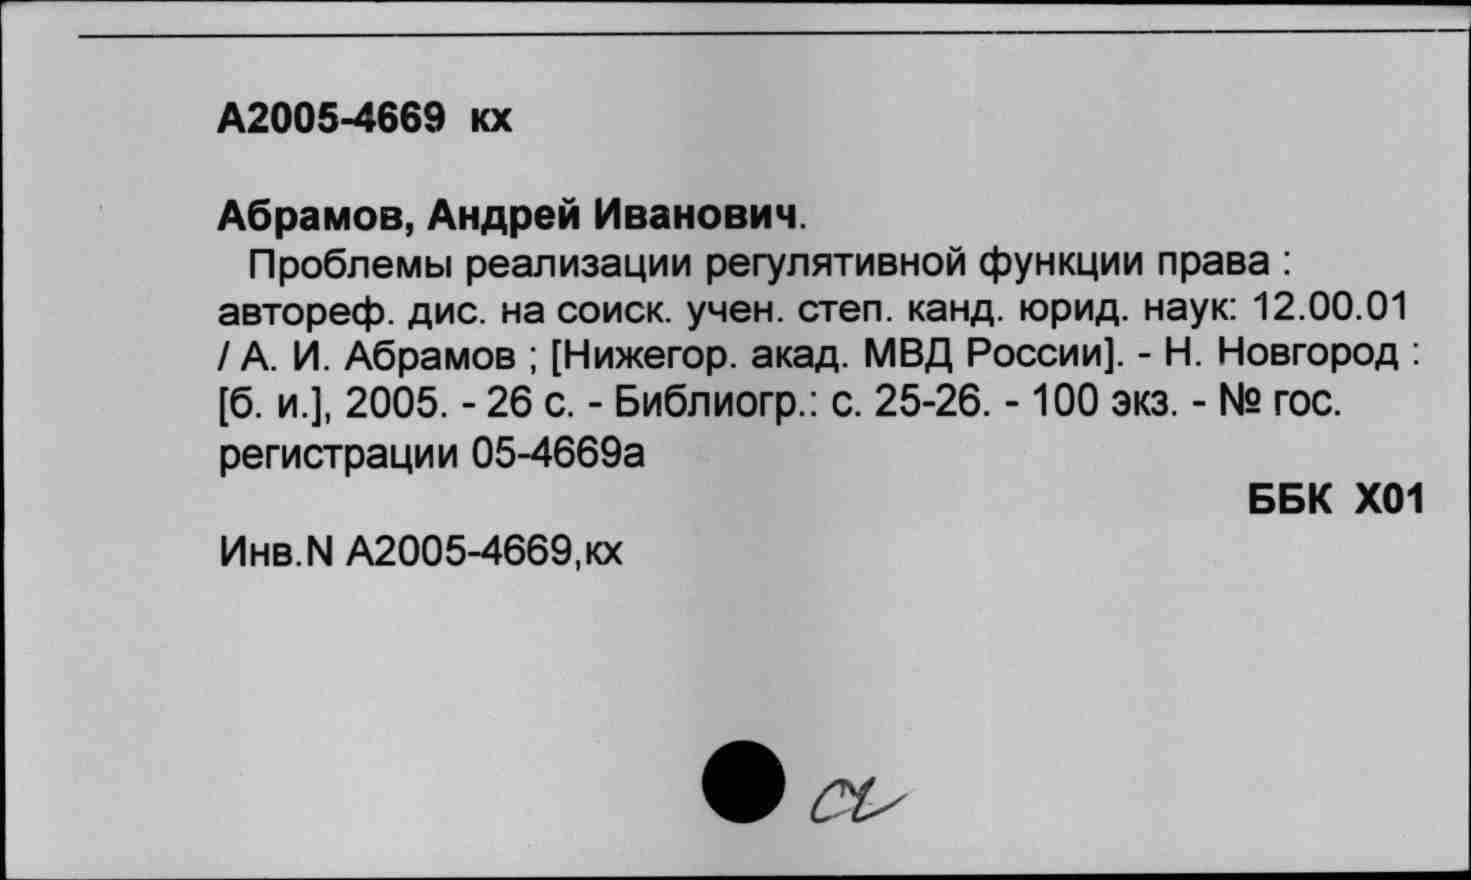 А2005-4669 кх
Абрамов, Андрей Иванович.
Проблемы реализации регулятивной функции права :
автореф. дис. на соиск. учен. степ. канд. юрид. наук: 12.00.01
/ А. И. Абрамов ; [Нижегор. акад. МВД России]. - Н. Новгород :
[б. и.], 2005. - 26 с. - Библиогр.: с. 25-26. - 100 экз. - № гос.
регистрации 05-4669а
ББК Х01
Инв.N А2005-4669,кх